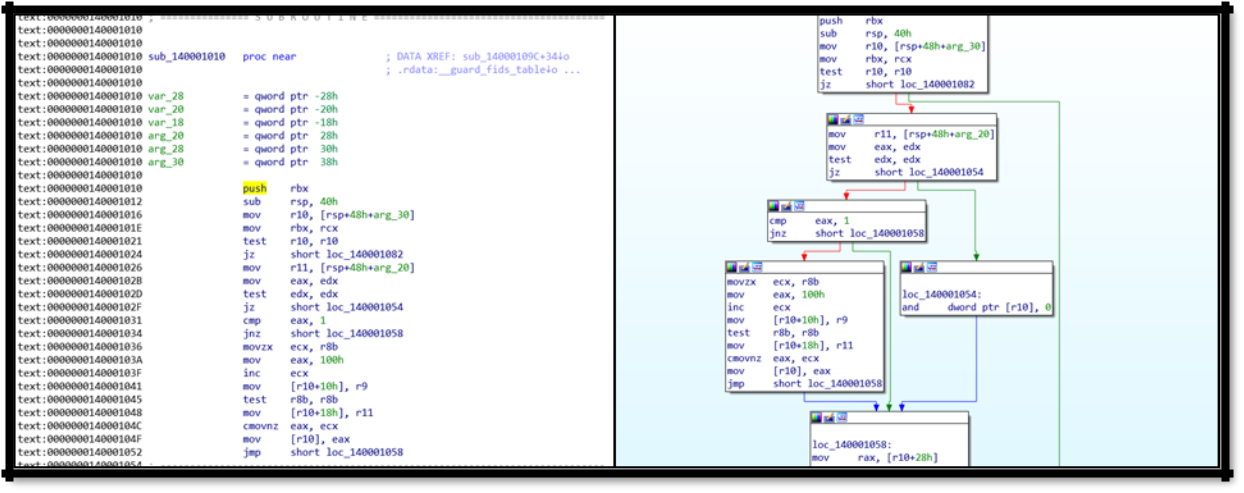 text:0000000140001010 ; =============== S U B R O U T I N E =======================================
text:0000000140001010
text:0000000140001010
text:0000000140001010 sub_140001010 proc near ; DATA XREF: sub_14000109C+34↓o
text:0000000140001010 ; .rdata:__guard_fids_table↓o ...
text:0000000140001010
text:0000000140001010 var_28 = qword ptr -28h
text:0000000140001010 var_20 = qword ptr -20h
text:0000000140001010 var_18 = qword ptr -18h
text:0000000140001010 arg_20 = qword ptr 28h
text:0000000140001010 arg_28 = qword ptr 30h
text:0000000140001010 arg_30 = qword ptr 38h
text:0000000140001010
text:0000000140001010 push rbx
text:0000000140001012 sub rsp, 40h
text:0000000140001016 mov r10, [rsp+48h+arg_30]
text:000000014000101E mov rbx, rcx
text:0000000140001021 test r10, r10
text:0000000140001024 jz short loc_140001082
text:0000000140001026 mov r11, [rsp+48h+arg_20]
text:000000014000102B mov eax, edx
text:000000014000102D test edx, edx
text:000000014000102F jz short loc_140001054
text:0000000140001031 cmp eax, 1
text:0000000140001034 jnz short loc_140001058
text:0000000140001036 movzx ecx, r8b
text:000000014000103A mov eax, 100h
text:000000014000103F inc ecx
text:0000000140001041 mov [r10+10h], r9
text:0000000140001045 test r8b, r8b
text:0000000140001048 mov [r10+18h], r11
text:000000014000104C cmovnz eax, ecx
text:000000014000104F mov [r10], eax
text:0000000140001052 jmp short loc_140001058
push rbx
sub rsp, 40h
mov r10, [rsp+48h+arg_30]
mov rbx, rcx
test r10, r10
jz short loc_140001082
mov r11, [rsp+48h+arg_20]
mov eax, edx
test edx, edx
jz short loc_140001054
cmp eax, 1
jnz short loc_140001058
movzx ecx, r8b
mov eax, 100h
inc ecx
mov [r10+10h], r9
test r8b, r8b
mov [r10+18h], r11
cmovnz eax, ecx
mov [r10], eax
jmp short loc_140001058
loc_140001054:
and dword ptr [r10], 0
loc_140001058:
mov rax, [r10+28h]